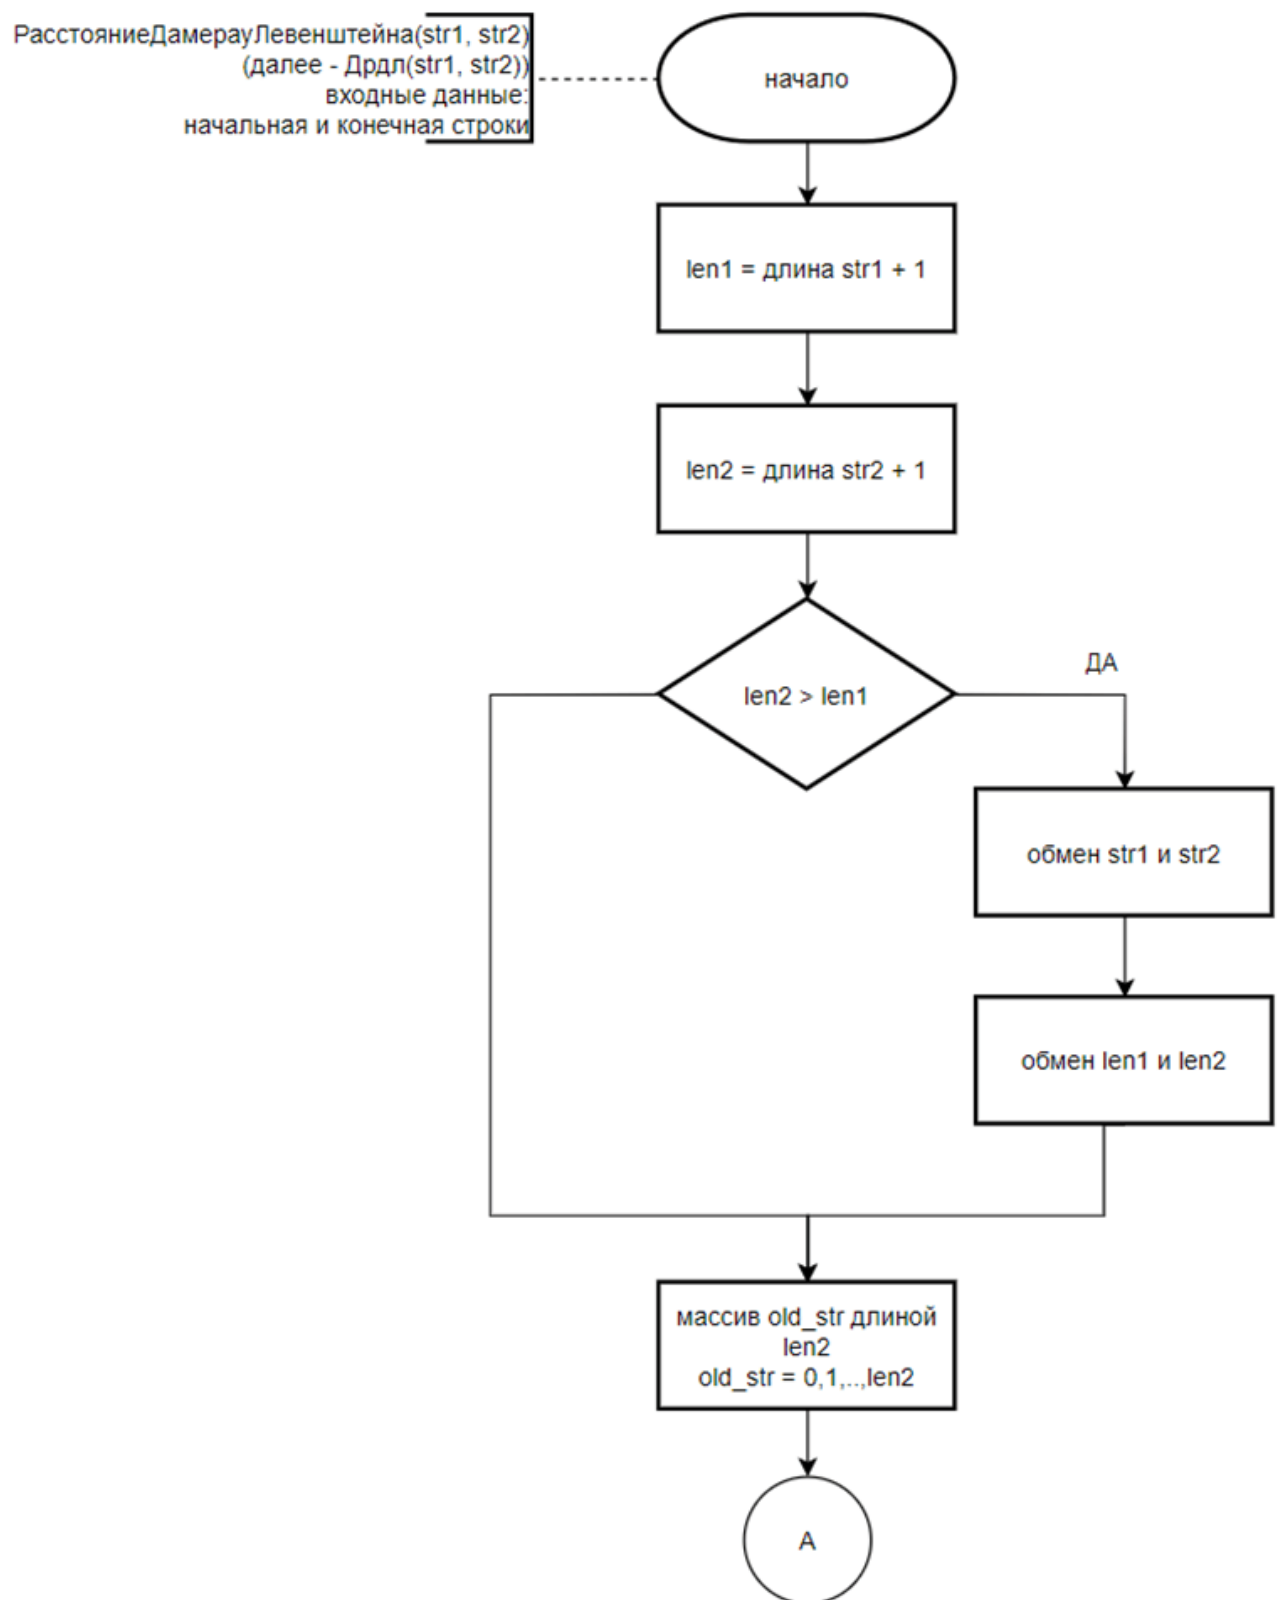 РасстояниеДамерауЛевенштейна(str1, str2)
(далее - Дрдл(str1, str2))
входные данные:
начальная и конечная строки
начало
len1 = длина str1 + 1
len2 = длина str2 + 1
len2 > len1
ДА
обмен str1 и str2
обмен len1 и len2
массив old_str длиной
len2
old_str = 0,1,..,len2
А